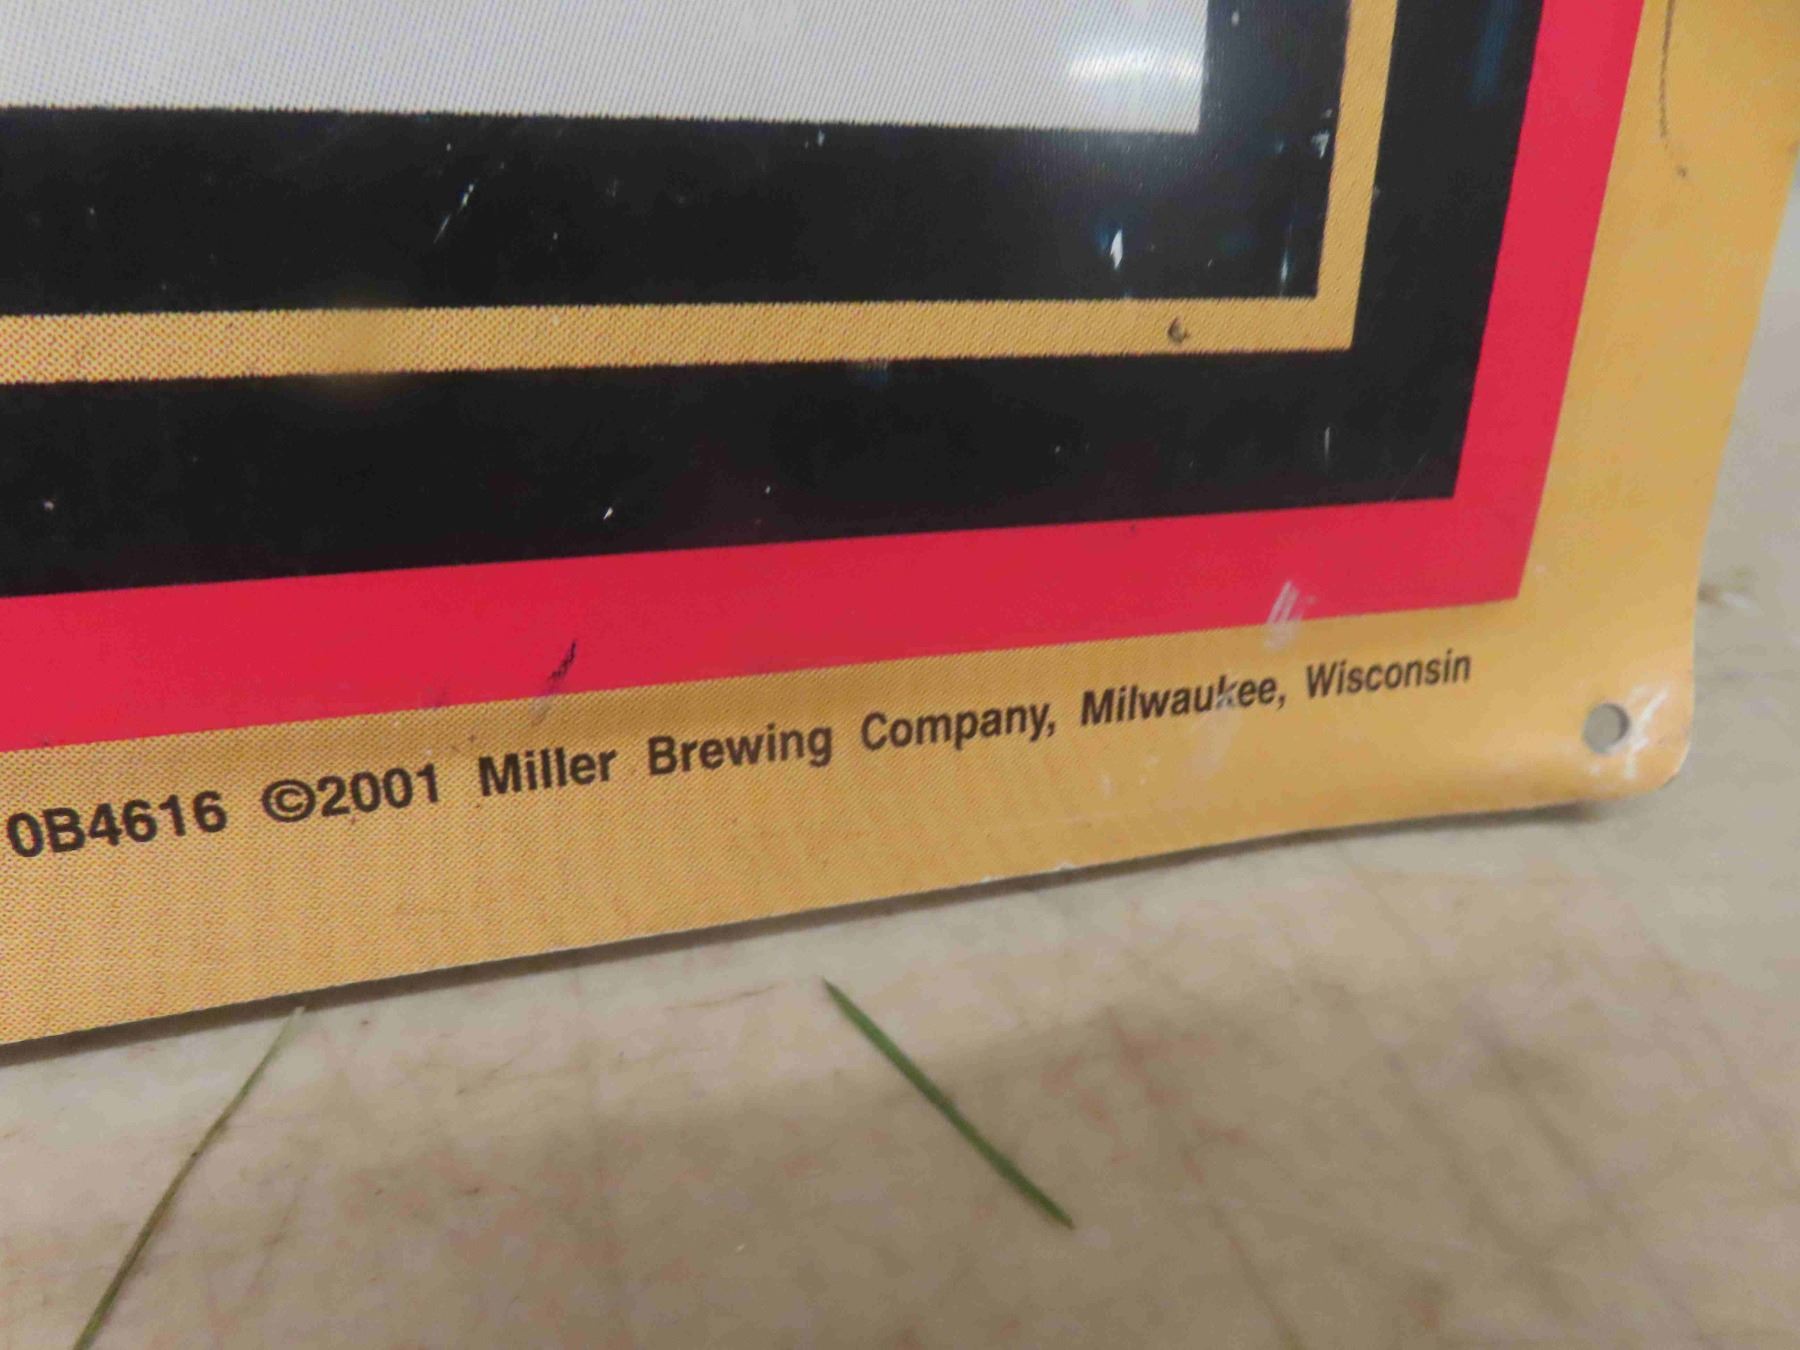 0B4616 ©2001 Miller Brewing Company, Milwaukee, Wisconsin